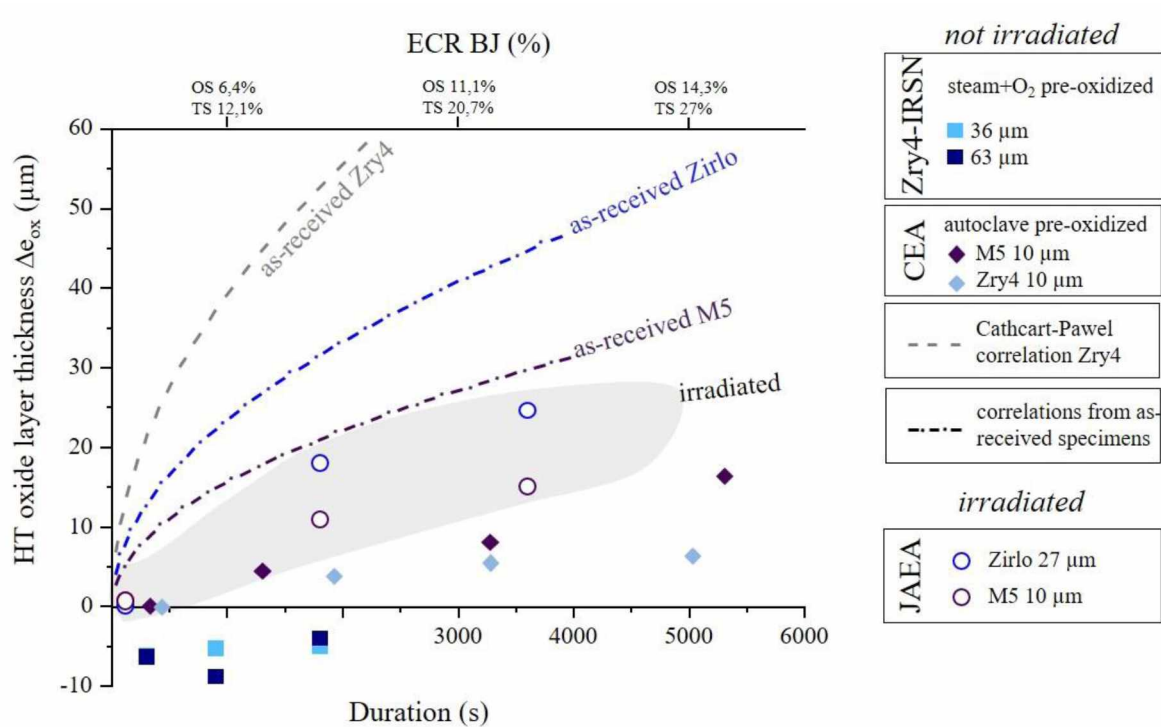 ECR BJ (%)
OS 6,4%
TS 12,1%
OS 11,1%
TS 20,7%
OS 14,3%
TS 27%
HT oxide layer thickness Δeox (µm)
60
50
40
30
20
10
0
-10
as-received Zry4
as-received Zirlo
as-received M5
irradiated
3000
4000
5000
6000
Duration (s)
not irradiated
Zry4-IRSN
steam+O2 pre-oxidized
36 µm
63 µm
CEA
autoclave pre-oxidized
M5 10 µm
Zry4 10 µm
Cathcart-Pawel
correlation Zry4
correlations from as-
received specimens
irradiated
JAEA
Zirlo 27 µm
M5 10 µm